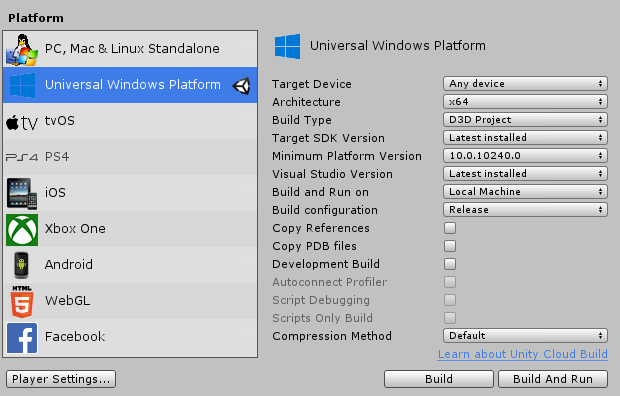 Platform
PC, Mac & Linux Standalone
Universal Windows Platform
tv tvOS
PS4 PS4
iOS
Xbox One
Android
HTML 5 WebGL
f Facebook
Player Settings...
Universal Windows Platform
Target Device Any device
Architecture x64
Build Type D3D Project
Target SDK Version Latest installed
Minimum Platform Version 10.0.10240.0
Visual Studio Version Latest installed
Build and Run on Local Machine
Build configuration Release
Copy References
Copy PDB files
Development Build
Autoconnect Profiler
Script Debugging
Scripts Only Build
Compression Method Default
Learn about Unity Cloud Build
Build Build And Run